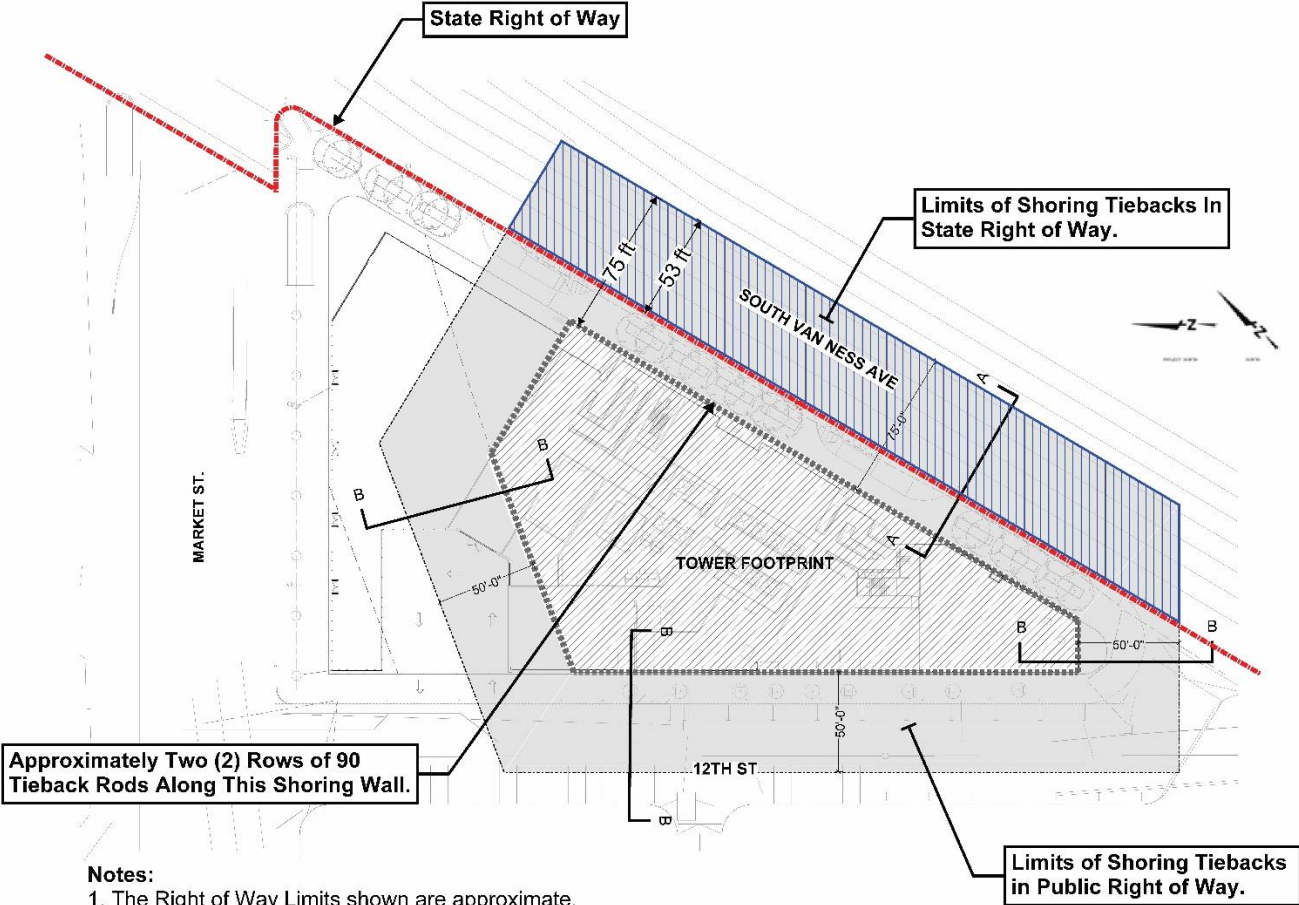 State Right of Way
Limits of Shoring Tiebacks In
State Right of Way.
75 ft
53 ft
SOUTH VAN NESS AVE
Z
Z
A
75'-0"
B
B
MARKET ST.
A
TOWER FOOTPRINT
50'-0"
B
B
B
50'-0"
50'-0"
Approximately Two (2) Rows of 90
Tieback Rods Along This Shoring Wall.
12TH ST
B
Limits of Shoring Tiebacks
in Public Right of Way.
Notes:
1. The Right of Way Limits shown are approximate.